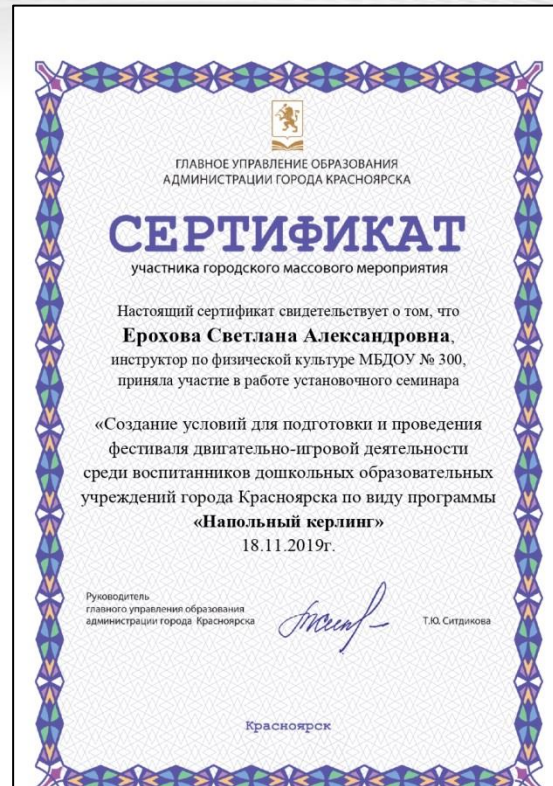 ГЛАВНОЕ УПРАВЛЕНИЕ ОБРАЗОВАНИЯ
АДМИНИСТРАЦИИ ГОРОДА КРАСНОЯРСКА
СЕРТИФИКАТ
участника городского массового мероприятия
Настоящий сертификат свидетельствует о том, что
Ерохова Светлана Александровна,
инструктор по физической культуре МБДОУ № 300,
приняла участие в работе установочного семинара
«Создание условий для подготовки и проведения
фестиваля двигательно-игровой деятельности
среди воспитанников дошкольных образовательных
учреждений города Красноярска по виду программы
«Напольный керлинг»
18.11.2019г.
Руководитель
главного управления образования
администрации города Красноярска
Т.Ю. Ситдикова
Красноярск